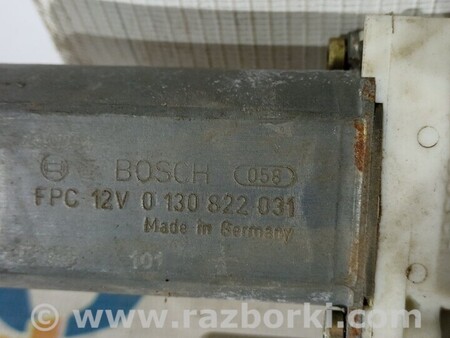 BOSCH 058
FPC 12V 0 130 822 031
Made in Germany
101
www.razborki.com